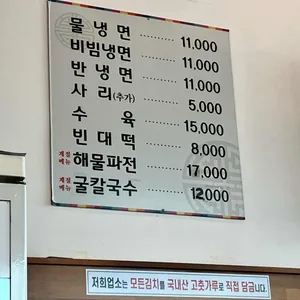 물냉면 ............ 11,000
비빔냉면 ............ 11,000
반냉면 ............ 11,000
사리(추가) ............ 5.000
수육 ............ 15,000
빈대떡 ............ 8,000
계절메뉴 해물파전 ............ 17,000
계절메뉴 굴칼국수 ............ 12000
저희업소는 모든김치를 국내산 고춧가루로 직접 담급니다.